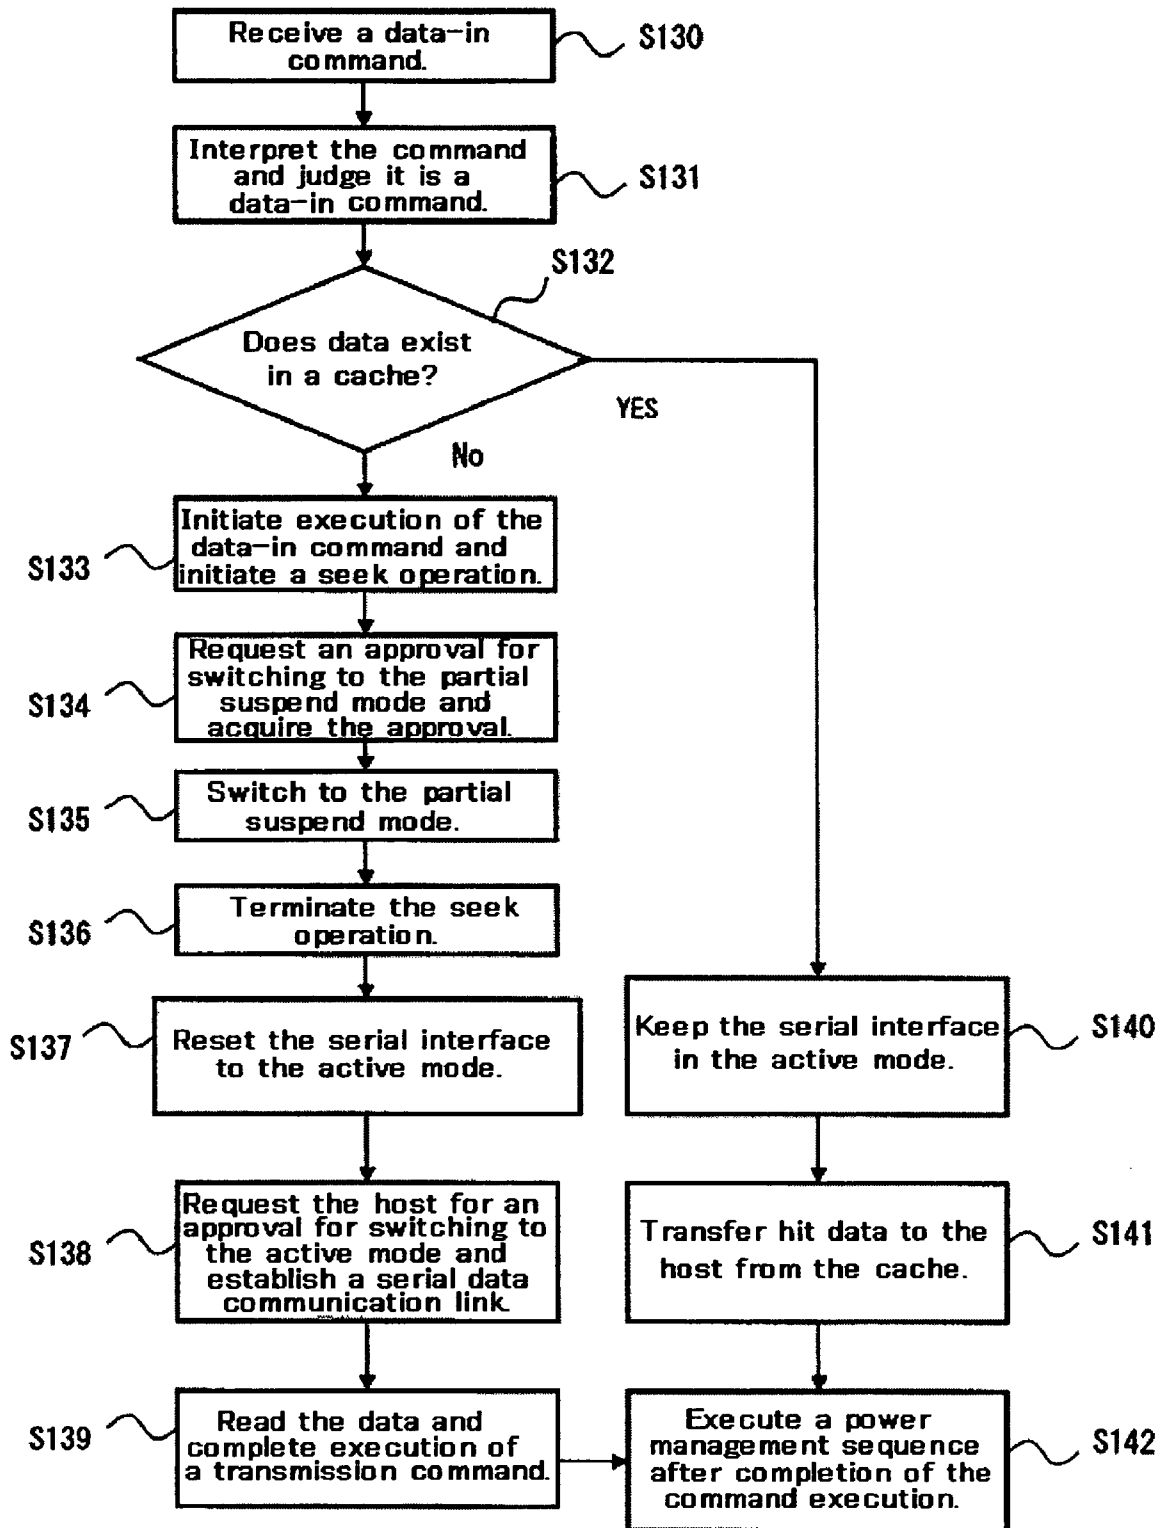 Receive a data-in
command.
S130
Interpret the command
and judge it is a
data-in command.
S131
S132
Does data exist
in a cache?
YES
No
Initiate execution of the
data-in command and
initiate a seek operation.
S133
Request an approval for
switching to the partial
suspend mode and
acquire the approval.
S134
Switch to the partial
suspend mode.
S135
Terminate the seek
operation.
S136
Reset the serial interface
to the active mode.
S137
Keep the serial interface
in the active mode.
S140
Request the host for an
approval for switching to
the active mode and
establish a serial data
communication link.
S138
Transfer hit data to the
host from the cache.
S141
Read the data and
complete execution of
a transmission command.
S139
Execute a power
management sequence
after completion of the
command execution.
S142